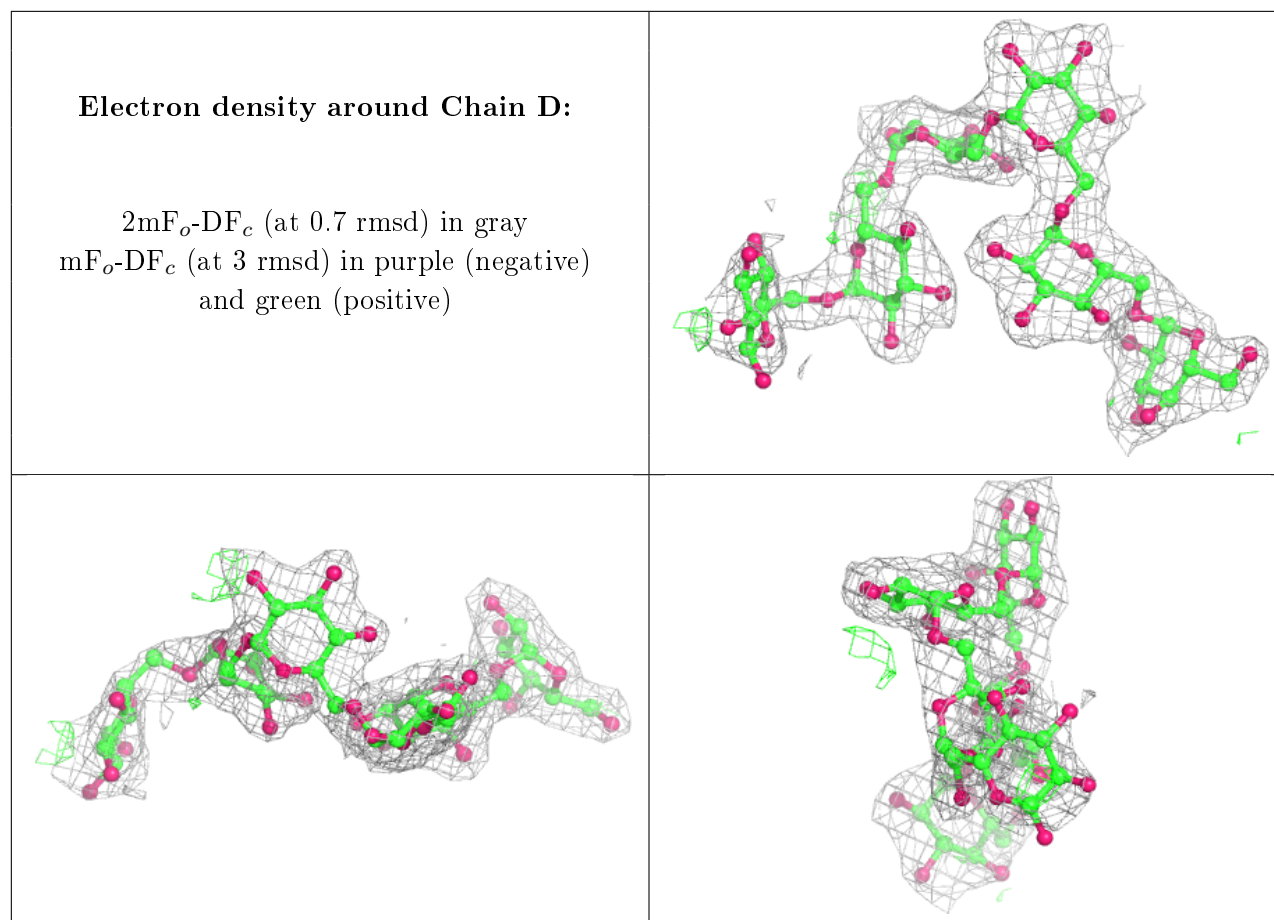 Electron density around Chain D:
2mFₒ-DF𝒸 (at 0.7 rmsd) in gray
mFₒ-DF𝒸 (at 3 rmsd) in purple (negative)
and green (positive)